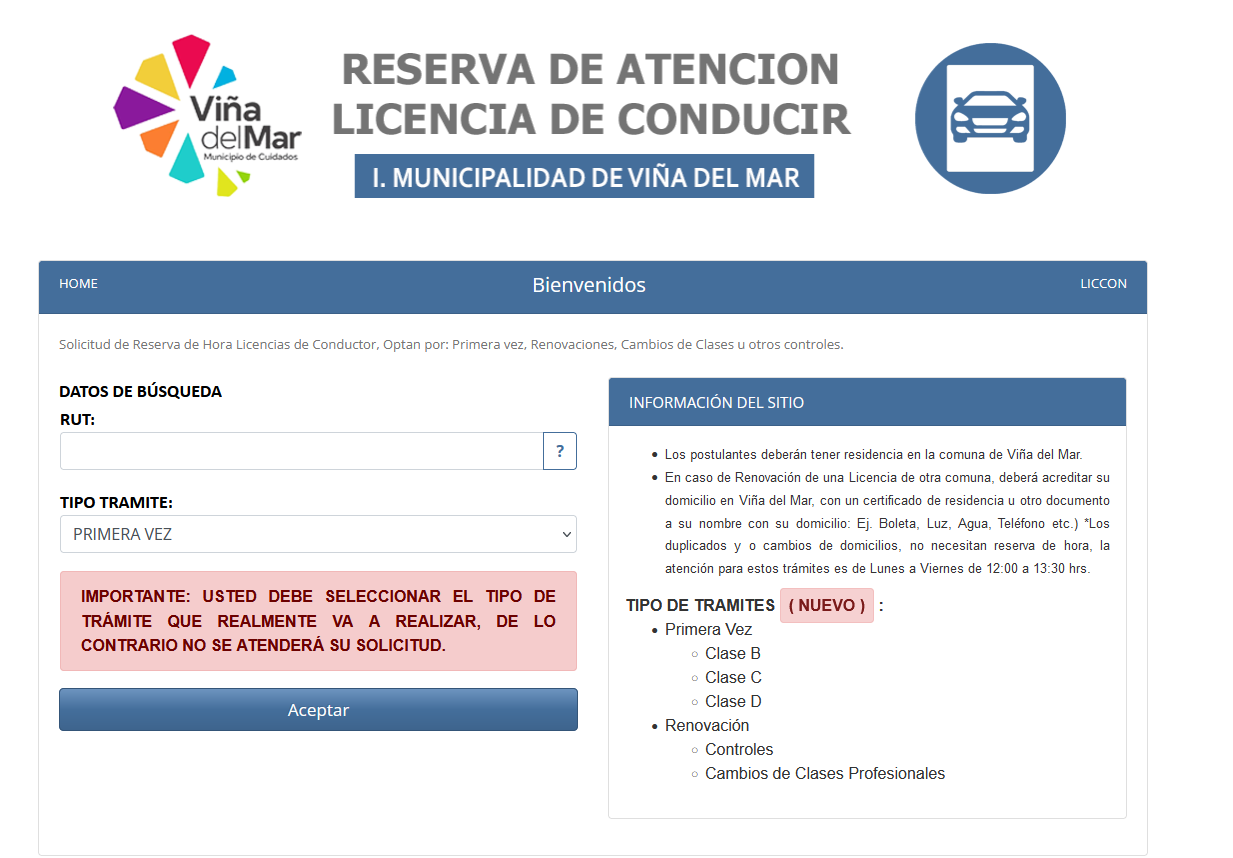 Viña
delMar
Municipio de Cuidados
RESERVA DE ATENCION
LICENCIA DE CONDUCIR
I. MUNICIPALIDAD DE VIÑA DEL MAR
HOME
Bienvenidos
LICCON
Solicitud de Reserva de Hora Licencias de Conductor, Optan por: Primera vez, Renovaciones, Cambios de Clases u otros controles.
DATOS DE BÚSQUEDA
RUT:
?
TIPO TRAMITE:
PRIMERA VEZ
IMPORTANTE: USTED DEBE SELECCIONAR EL TIPO DE
TRÁMITE QUE REALMENTE VA A REALIZAR, DE LO
CONTRARIO NO SE ATENDERÁ SU SOLICITUD.
Aceptar
INFORMACIÓN DEL SITIO
• Los postulantes deberán tener residencia en la comuna de Viña del Mar.
• En caso de Renovación de una Licencia de otra comuna, deberá acreditar su
domicilio en Viña del Mar, con un certificado de residencia u otro documento
a su nombre con su domicilio: Ej. Boleta, Luz, Agua, Teléfono etc.) *Los
duplicados y o cambios de domicilios, no necesitan reserva de hora, la
atención para estos trámites es de Lunes a Viernes de 12:00 a 13:30 hrs.
TIPO DE TRAMITES ( NUEVO ) :
• Primera Vez
○ Clase B
○ Clase C
○ Clase D
• Renovación
○ Controles
○ Cambios de Clases Profesionales